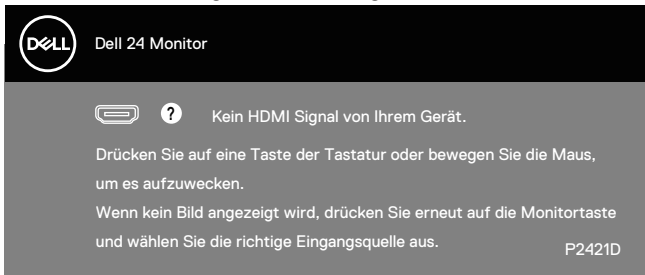 DELL
Dell 24 Monitor
? Kein HDMI Signal von Ihrem Gerät.
Drücken Sie auf eine Taste der Tastatur oder bewegen Sie die Maus,
um es aufzuwecken.
Wenn kein Bild angezeigt wird, drücken Sie erneut auf die Monitortaste
und wählen Sie die richtige Eingangsquelle aus.
P2421D